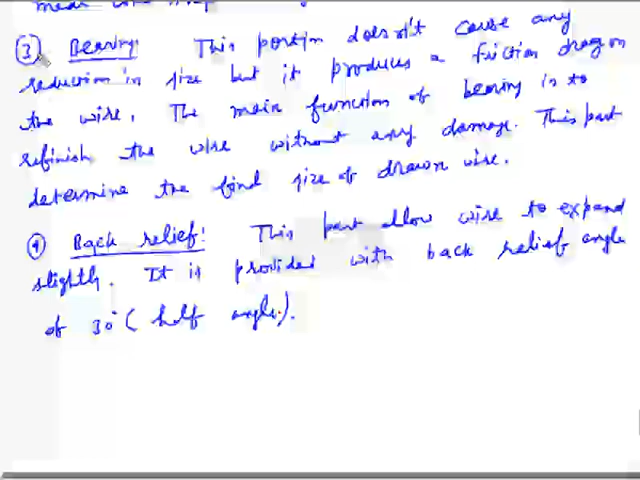 ③ Bearing: This portion does n't cause any
reduction in size but it produces a friction drag on
the wire. The main function of bearing is to
refinish the wire without any damage. This part
determine the final size of drawn wire.
④ Back relief: This part allow wire to expand
slightly. It is provided with back relief angle
of 30° ( half angle.).